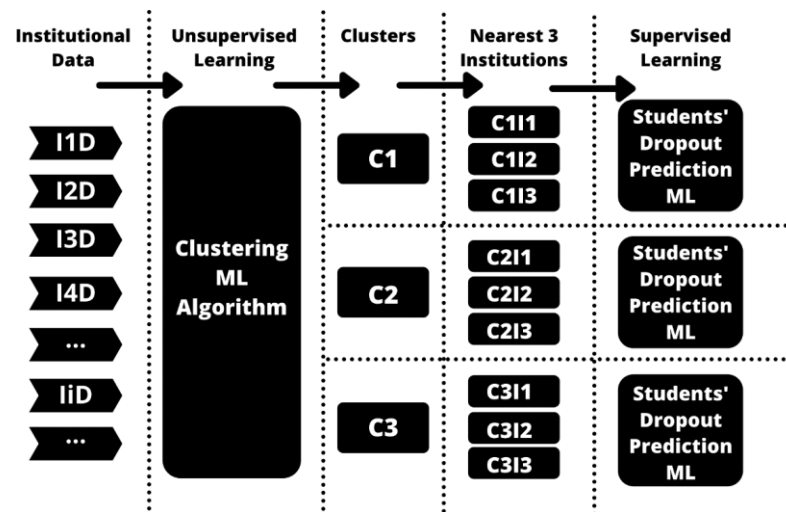 Institutional
Data
Unsupervised
Learning
Clusters
Nearest 3
Institutions
Supervised
Learning
I1D
I2D
I3D
I4D
...
IiD
...
Clustering
ML
Algorithm
C1
C2
C3
C1I1
C1I2
C1I3
C2I1
C2I2
C2I3
C3I1
C3I2
C3I3
Students'
Dropout
Prediction
ML
Students'
Dropout
Prediction
ML
Students'
Dropout
Prediction
ML